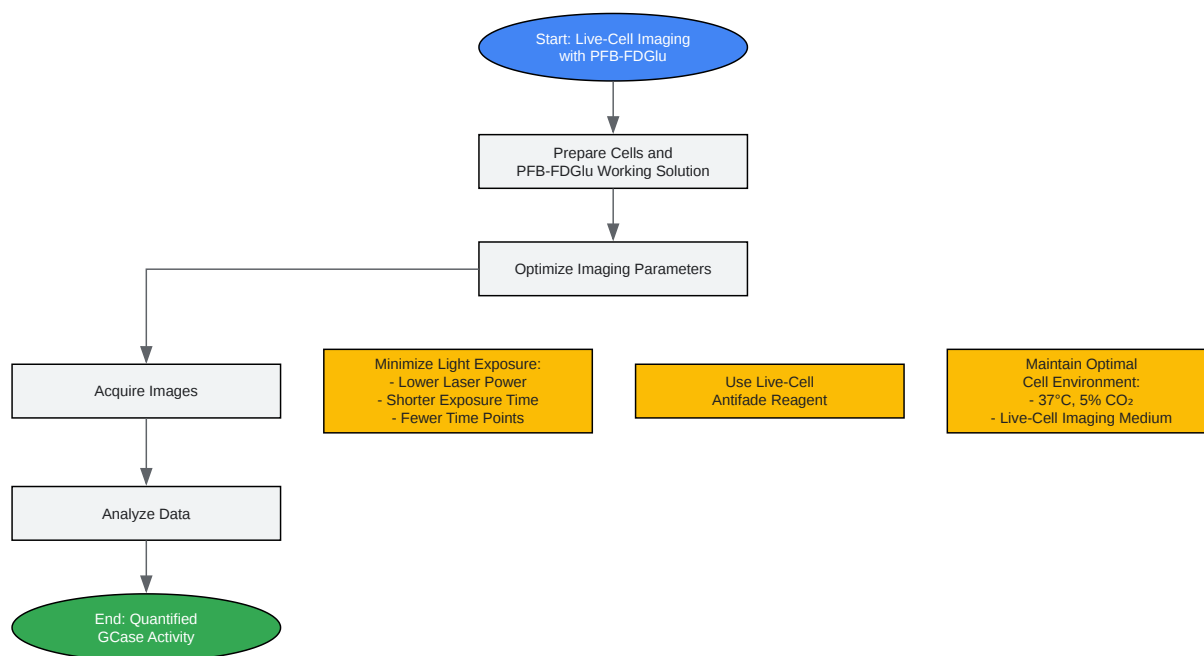 Start: Live-Cell Imaging
with PFB-FDGlu
Prepare Cells and
PFB-FDGlu Working Solution
Optimize Imaging Parameters
Acquire Images
Minimize Light Exposure:
- Lower Laser Power
- Shorter Exposure Time
- Fewer Time Points
Use Live-Cell
Antifade Reagent
Maintain Optimal
Cell Environment:
- 37°C, 5% CO₂
- Live-Cell Imaging Medium
Analyze Data
End: Quantified
GCase Activity